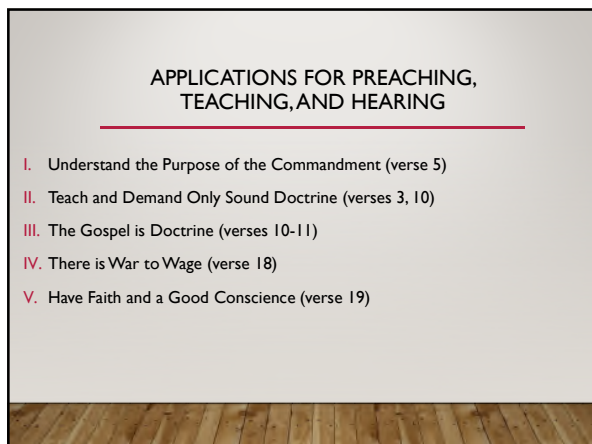 APPLICATIONS FOR PREACHING,
TEACHING, AND HEARING
I. Understand the Purpose of the Commandment (verse 5)
II. Teach and Demand Only Sound Doctrine (verses 3, 10)
III. The Gospel is Doctrine (verses 10-11)
IV. There is War to Wage (verse 18)
V. Have Faith and a Good Conscience (verse 19)